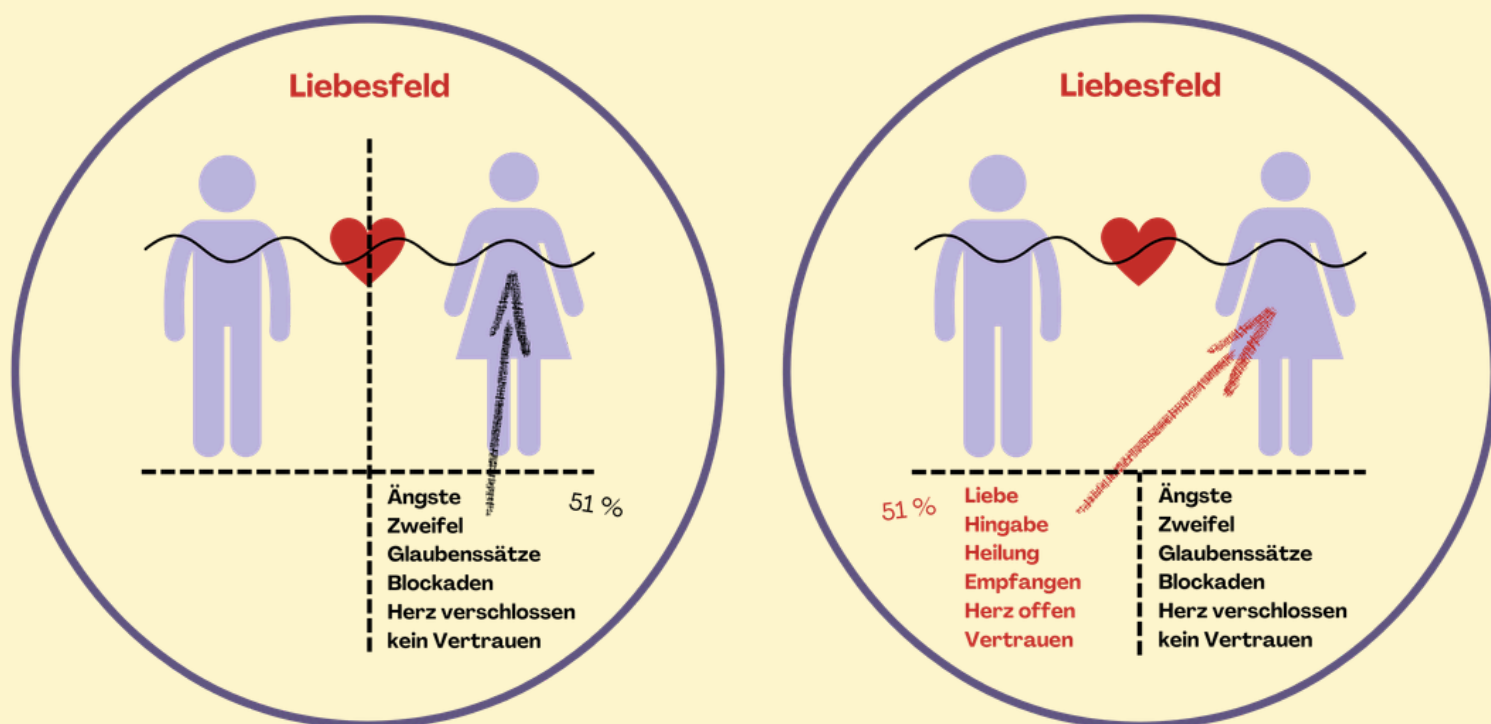 Liebesfeld
Ängste
Zweifel
Glaubenssätze
Blockaden
Herz verschlossen
kein Vertrauen
51 %
Liebesfeld
51 %
Liebe
Hingabe
Heilung
Empfangen
Herz offen
Vertrauen
Ängste
Zweifel
Glaubenssätze
Blockaden
Herz verschlossen
kein Vertrauen